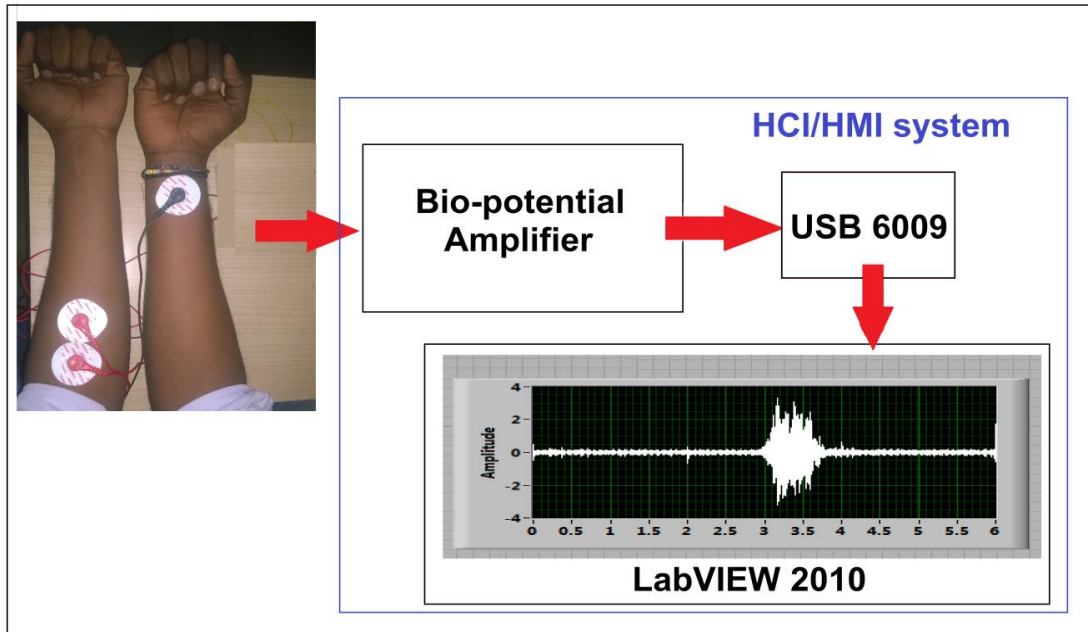 HCI/HMI system
Bio-potential
Amplifier
USB 6009
Amplitude
4
2
0
-2
-4
0 0.5 1 1.5 2 2.5 3 3.5 4 4.5 5 5.5 6
LabVIEW 2010